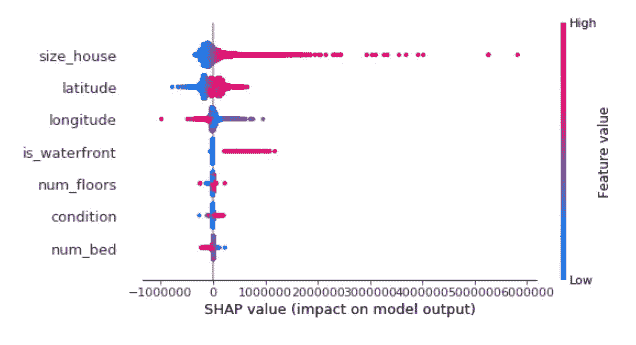 High
size_house
latitude
longitude
is_waterfront
num_floors
condition
num_bed
Feature value
Low
−1000000 0 1000000 2000000 3000000 4000000 5000000 6000000
SHAP value (impact on model output)